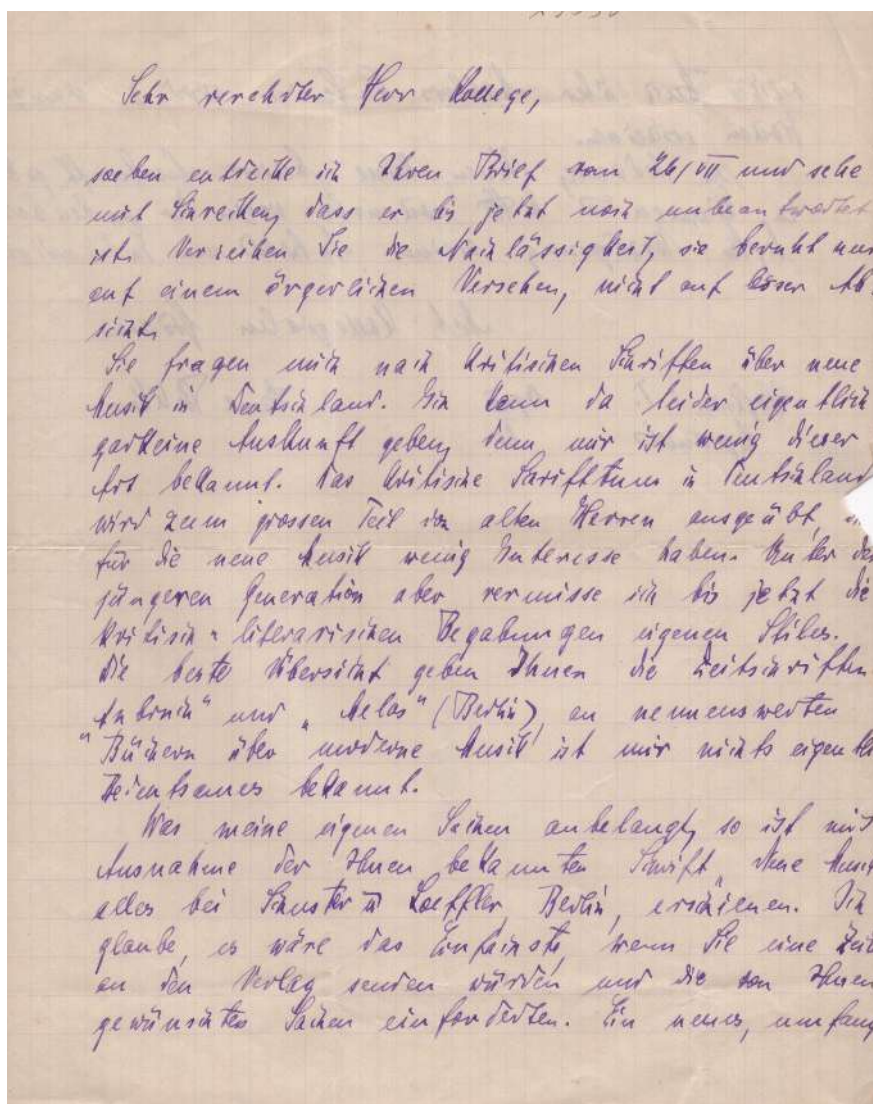 Sehr verehrter Herr Kollege,
soeben entdecke ich Ihren Brief vom 26/VII und sehe
mit Schrecken, dass er bis jetzt noch unbeantwortet
ist. Verzeihen Sie die Nachlässigkeit, sie beruht nur
auf einem ärgerlichen Versehen, nicht auf böser Ab-
sicht.
Sie fragen mich nach kritischen Schriften über neue
Musik in Deutschland. Ich kann da leider eigentlich
garkeine Auskunft geben, denn mir ist wenig dieser
Art bekannt. Das kritische Schrifttum in Deutschland
wird zum grossen Teil von alten Herren ausgeübt,
für die neue Musik wenig Interesse haben. Unter der
jüngeren Generation aber vermisse ich bis jetzt die
kritisch-literarischen Begabungen eigenen Stiles.
Die beste Übersicht geben Ihnen die Zeitschriften
"Anbruch" und "Melos" (Berlin), an nennenswerten
Büchern über moderne Musik ist mir nichts eigentl
Bedeutsames bekannt.
Was meine eigenen Sachen anbelangt, so ist mit
Ausnahme der Ihnen bekannten Schrift "Neue Musik"
alles bei Schuster u Loeffler, Berlin, erschienen. Ich
glaube, es wäre das Einfachste, wenn Sie eine Zeile
an den Verlag senden würden und die von Ihnen
gewünschten Sachen einforderten. Ein neues, umfang